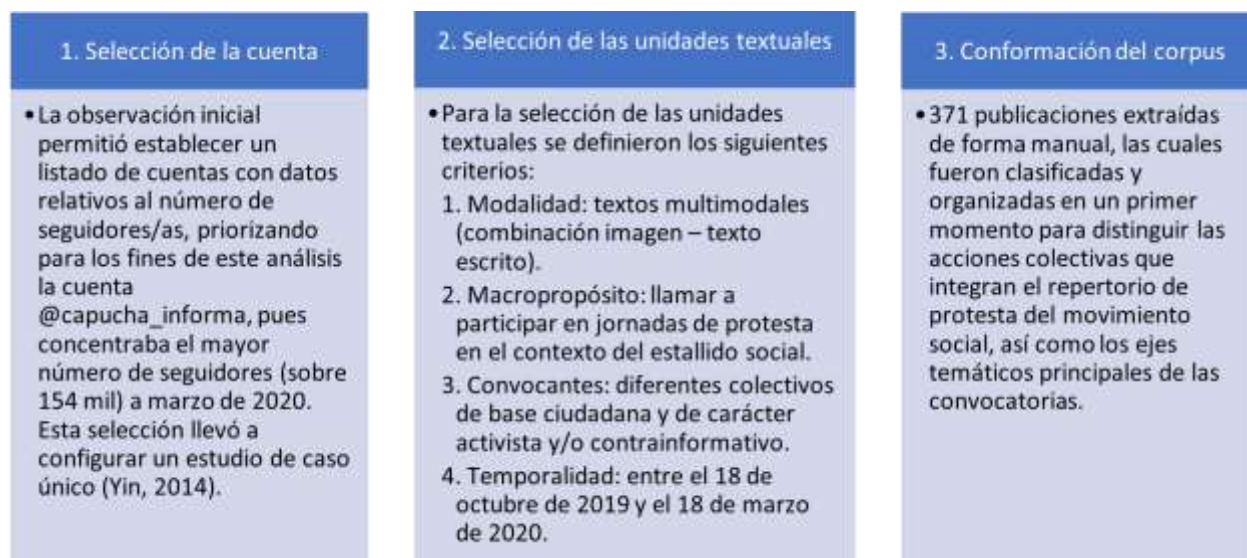 1. Selección de la cuenta
•La observación inicial
permitió establecer un
listado de cuentas con datos
relativos al número de
seguidores/as, priorizando
para los fines de este análisis
la cuenta
@capucha_informa, pues
concentraba el mayor
número de seguidores (sobre
154 mil) a marzo de 2020.
Esta selección llevó a
configurar un estudio de caso
único (Yin, 2014).
2. Selección de las unidades textuales
•Para la selección de las unidades
textuales se definieron los siguientes
criterios:
1. Modalidad: textos multimodales
(combinación imagen – texto
escrito).
2. Macropropósito: llamar a
participar en jornadas de protesta
en el contexto del estallido social.
3. Convocantes: diferentes colectivos
de base ciudadana y de carácter
activista y/o contrainformativo.
4. Temporalidad: entre el 18 de
octubre de 2019 y el 18 de marzo
de 2020.
3. Conformación del corpus
•371 publicaciones extraídas
de forma manual, las cuales
fueron clasificadas y
organizadas en un primer
momento para distinguir las
acciones colectivas que
integran el repertorio de
protesta del movimiento
social, así como los ejes
temáticos principales de las
convocatorias.